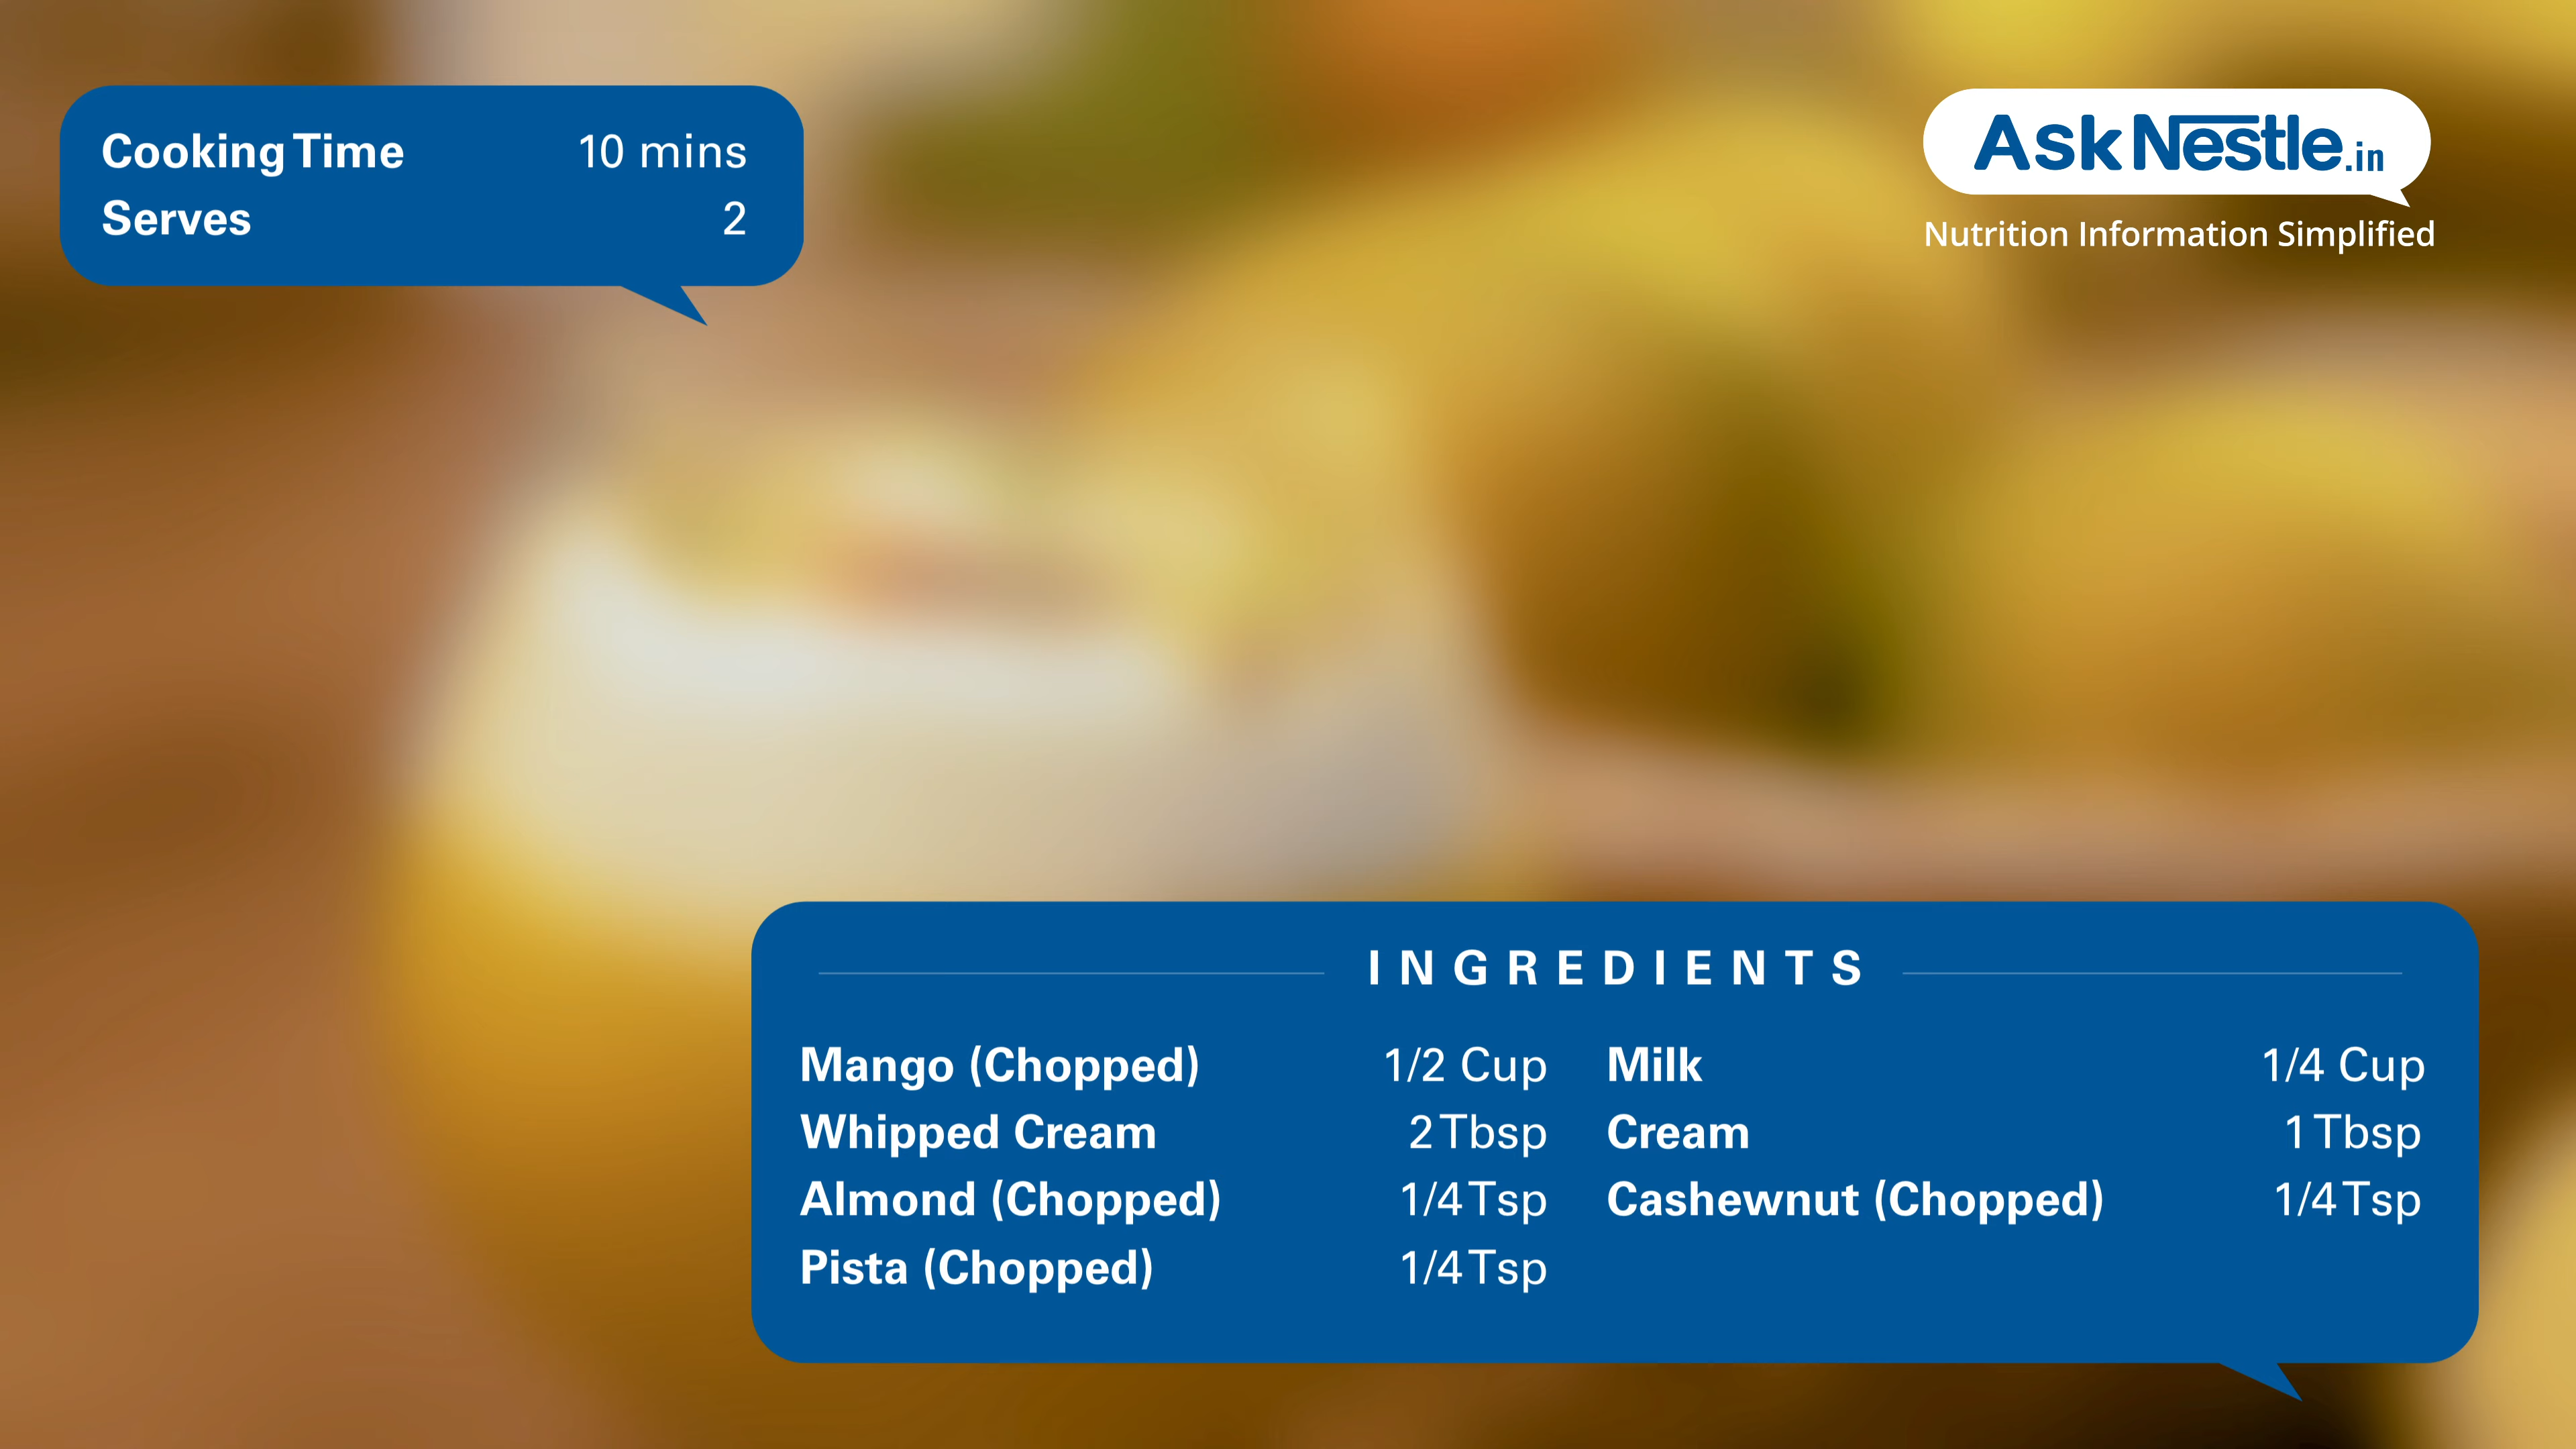 Cooking Time 10 mins
Serves 2
AskNestle.in
Nutrition Information Simplified
INGREDIENTS
Mango (Chopped) 1/2 Cup Milk 1/4 Cup
Whipped Cream 2 Tbsp Cream 1 Tbsp
Almond (Chopped) 1/4 Tsp Cashewnut (Chopped) 1/4 Tsp
Pista (Chopped) 1/4 Tsp